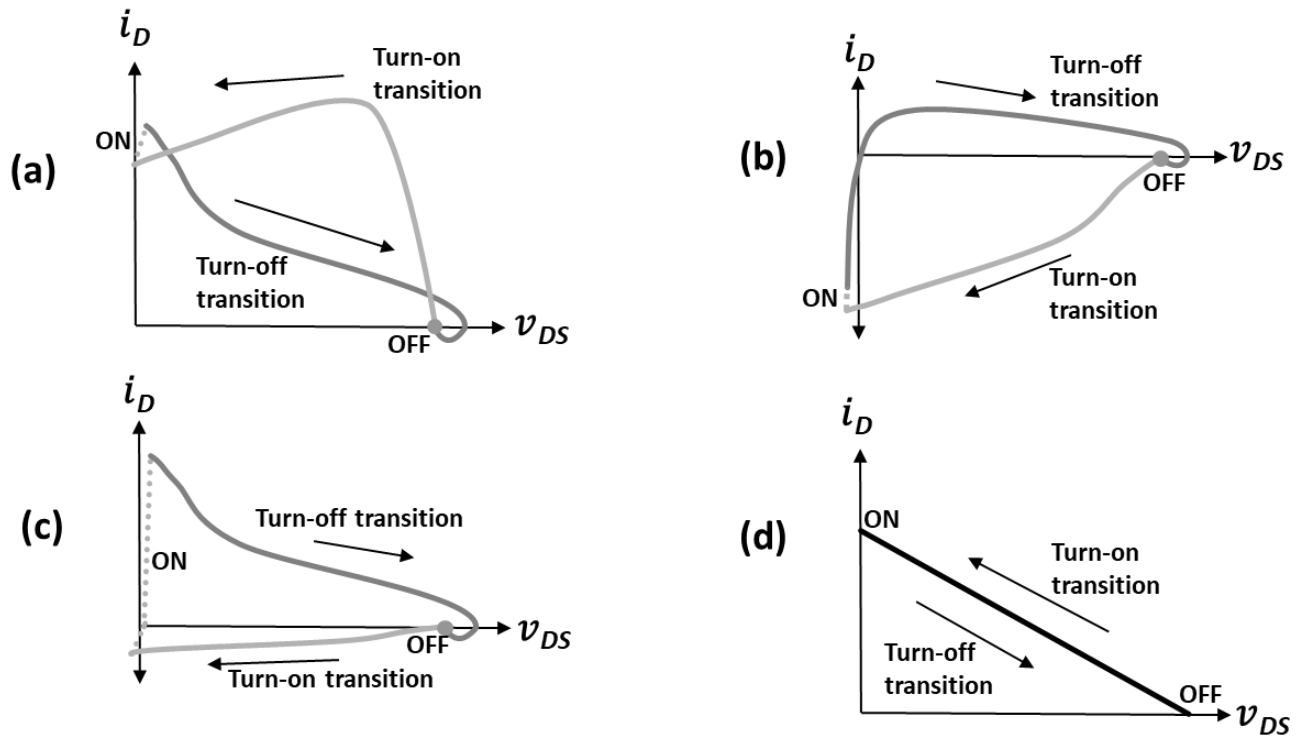 i_D
Turn-on
transition
ON
(a)
Turn-off
transition
OFF
v_DS
i_D
Turn-off
transition
(b)
v_DS
OFF
Turn-on
transition
ON
i_D
(c)
Turn-off transition
ON
OFF
v_DS
Turn-on transition
i_D
(d)
ON
Turn-on
transition
Turn-off
transition
OFF
v_DS